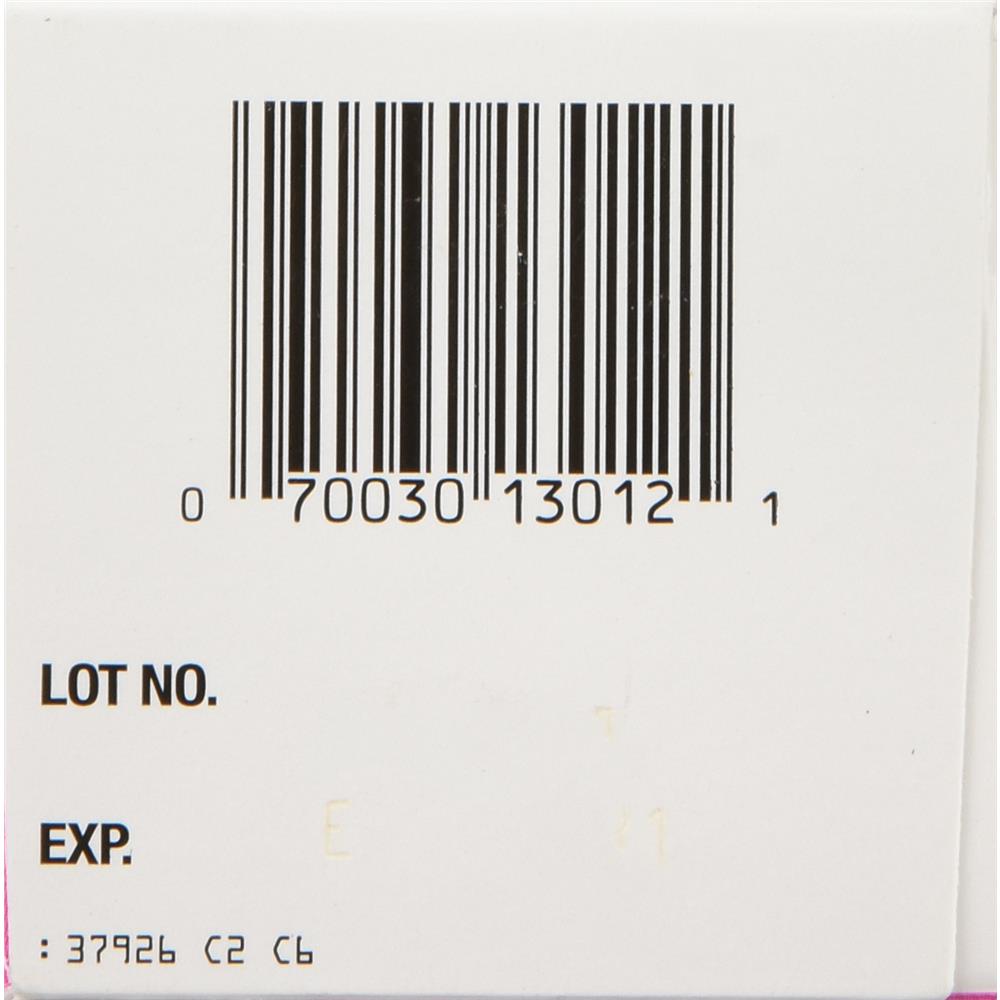 0 70030 13012 1
LOT NO.
EXP.
: 37926 C2 C6